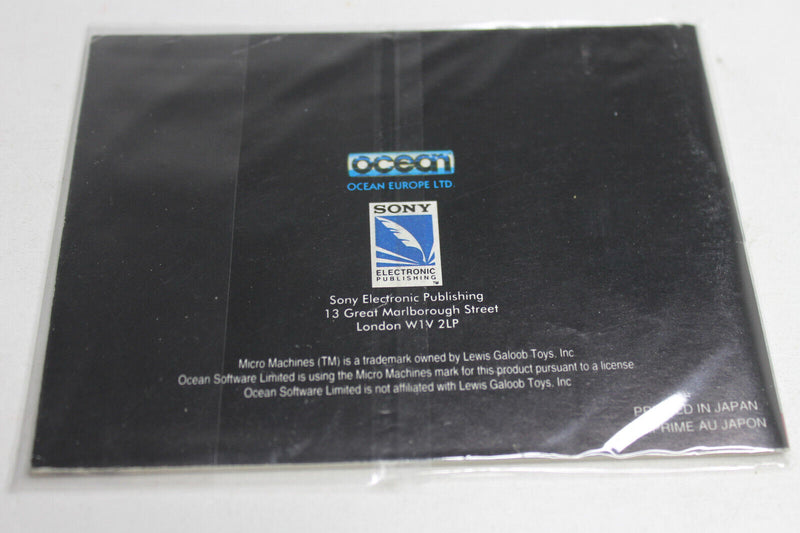 ocean
OCEAN EUROPE LTD
SONY
ELECTRONIC
PUBLISHING
TM
Sony Electronic Publishing
13 Great Marlborough Street
London W1V 2LP
Micro Machines (TM) is a trademark owned by Lewis Galoob Toys, Inc
Ocean Software Limited is using the Micro Machines mark for this product pursuant to a license
Ocean Software Limited is not affiliated with Lewis Galoob Toys, Inc
IN JAPAN
AU JAPON